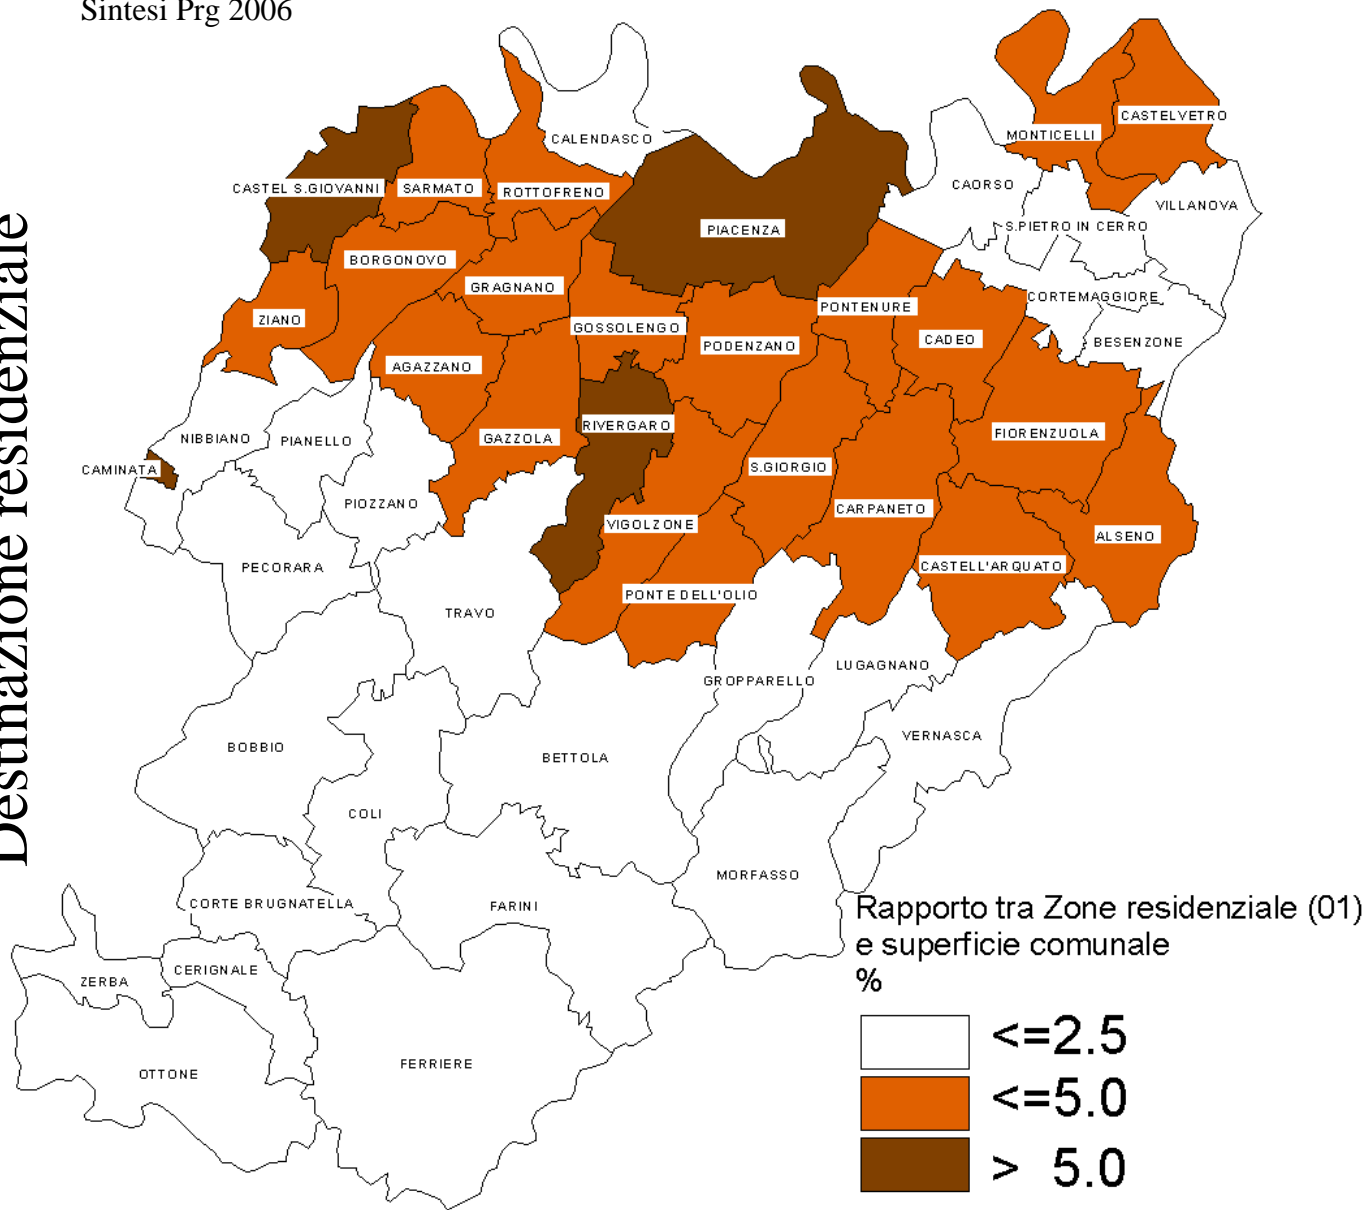 Sintesi Prg 2006
Destinazione residenziale
CALENDASCO
CASTELVETRO
MONTICELLI
CASTEL S.GIOVANNI
SARMATO
ROTTOFRENO
CAORSO
VILLANOVA
PIACENZA
S.PIETRO IN CERRO
BORGONOVO
GRAGNANO
CORTEMAGGIORE
PONTENURE
ZIANO
GOSSOLENGO
PODENZANO
CADEO
BESENZONE
AGAZZANO
RIVERGARO
NIBBIANO
PIANELLO
GAZZOLA
FIORENZUOLA
CAMINATA
S.GIORGIO
PIOZZANO
CARPANETO
VIGOLZONE
ALSENO
PECORARA
CASTELL'ARQUATO
PONTE DELL'OLIO
TRAVO
LUGAGNANO
GROPPARELLO
VERNASCA
BOBBIO
BETTOLA
COLI
MORFASSO
CORTE BRUGNATELLA
FARINI
CERIGNALE
ZERBA
FERRIERE
OTTONE
Rapporto tra Zone residenziale (01)
e superficie comunale
%
<=2.5
<=5.0
> 5.0